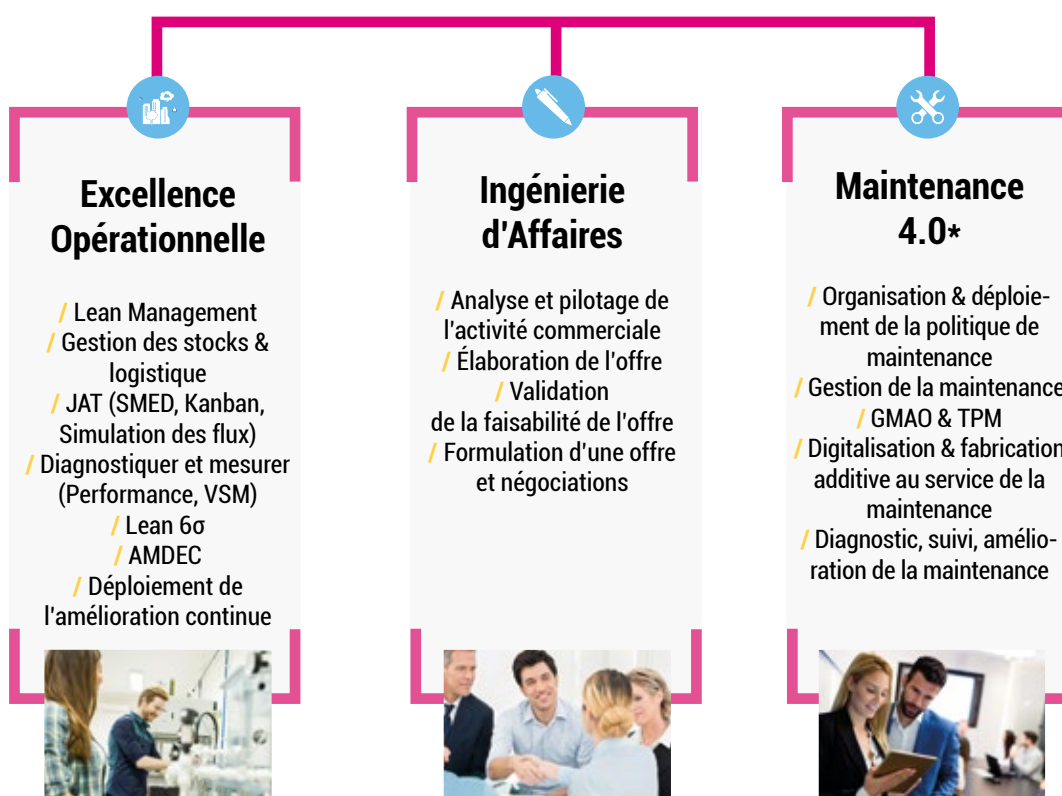 Excellence
Opérationnelle
/ Lean Management
/ Gestion des stocks &
logistique
/ JAT (SMED, Kanban,
Simulation des flux)
/ Diagnostiquer et mesurer
(Performance, VSM)
/ Lean 6σ
/ AMDEC
/ Déploiement de
l'amélioration continue
Ingénierie
d'Affaires
/ Analyse et pilotage de
l'activité commerciale
/ Élaboration de l'offre
/ Validation
de la faisabilité de l'offre
/ Formulation d'une offre
et négociations
Maintenance
4.0*
/ Organisation & déploie-
ment de la politique de
maintenance
/ Gestion de la maintenance
/ GMAO & TPM
/ Digitalisation & fabrication
additive au service de la
maintenance
/ Diagnostic, suivi, amélio-
ration de la maintenance